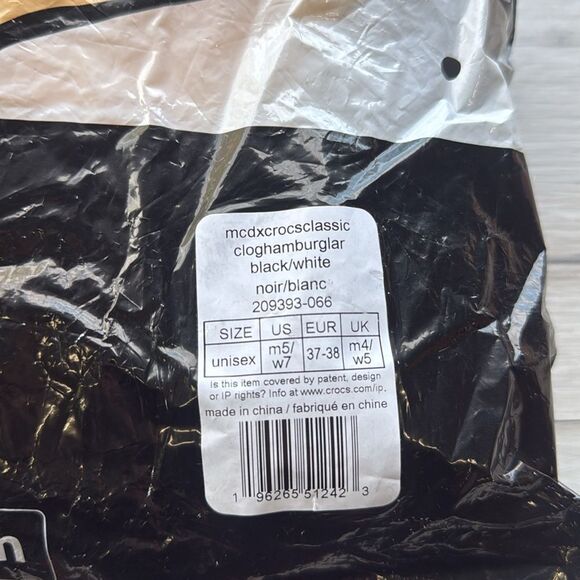 mcdxcrocsclassic
cloghamburglar
black/white
noir/blanc
209393-066
SIZE US EUR UK
unisex m5/ w7 37-38 m4/ w5
Is this item covered by patent, design
or IP rights? Info at www.crocs.com/ip.
made in china / fabriqué en chine
1 96265 51242 3